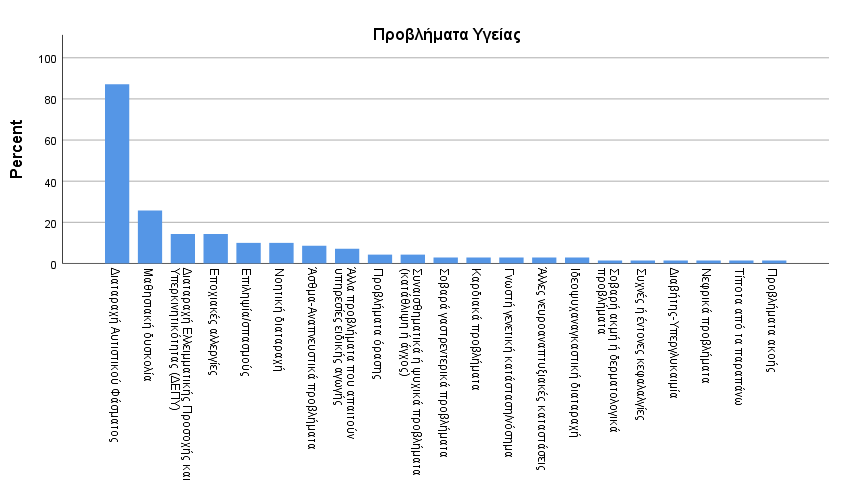 Προβλήματα Υγείας
Percent
100
80
60
40
20
0
Διαταραχή Αυτιστικού Φάσματος
Μαθησιακή δυσκολία
Διαταραχή Ελλειμματικής Προσοχής και
Υπερκινητικότητας (ΔΕΠΥ)
Εποχιακές αλλεργίες
Επιληψία/σπασμούς
Νοητική διαταραχή
Άσθμα-Αναπνευστικά προβλήματα
Άλλα προβλήματα που απαιτούν
υπηρεσίες ειδικής αγωγής
Προβλήματα όρασης
Συναισθηματικά ή ψυχικά προβλήματα
(κατάθλιψη ή άγχος)
Σοβαρά γαστρεντερικά προβλήματα
Καρδιακά προβλήματα
Γνωστή γενετική κατάσταση/νόσημα
Άλλες νευροαναπτυξιακές καταστάσεις
Ιδεοψυχαναγκαστική διαταραχή
Σοβαρή ακμή ή δερματολογικά
προβλήματα
Συχνές ή έντονες κεφαλαλγίες
Διαβήτης-Υπεργλυκαιμία
Νεφρικά προβλήματα
Τίποτα από τα παραπάνω
Προβλήματα ακοής